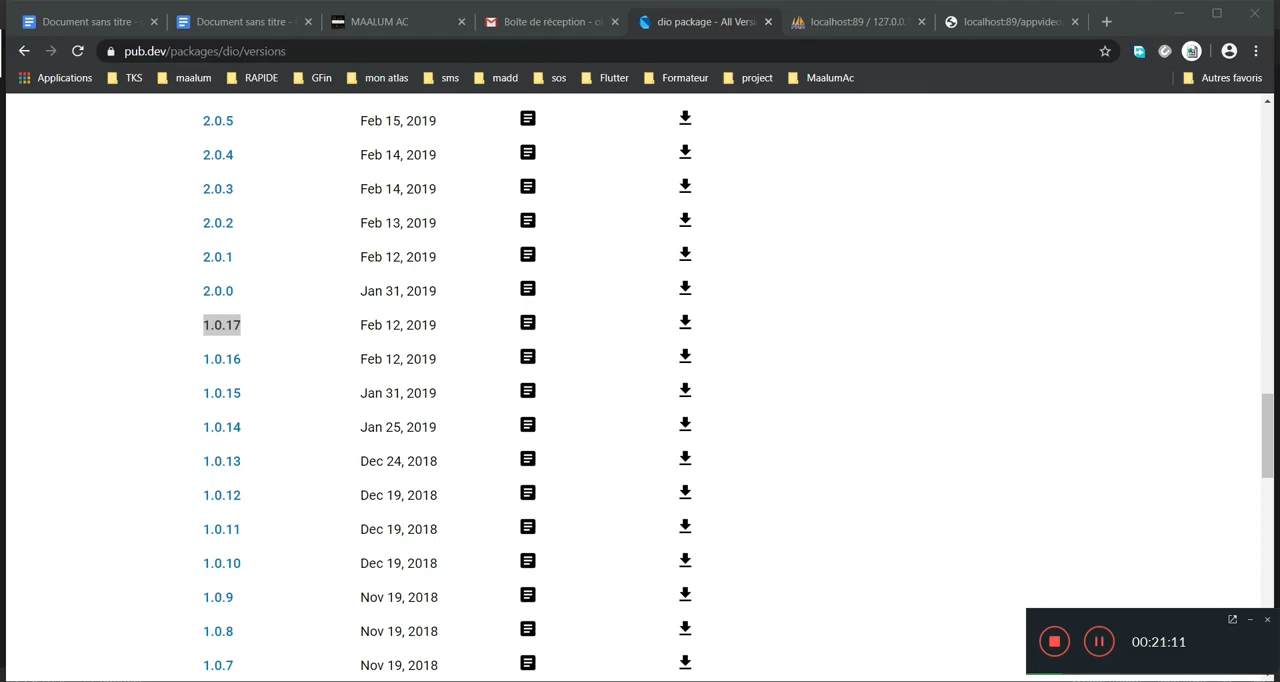 Document sans titre - Document sans titre - MAALUM AC Boîte de réception - dio package - All Versi localhost:89 / 127.0.0. localhost:89/appvideo
pub.dev/packages/dio/versions
Applications TKS maalum RAPIDE GFin mon atlas sms madd sos Flutter Formateur project MaalumAc Autres favoris
2.0.5 Feb 15, 2019
2.0.4 Feb 14, 2019
2.0.3 Feb 14, 2019
2.0.2 Feb 13, 2019
2.0.1 Feb 12, 2019
2.0.0 Jan 31, 2019
1.0.17 Feb 12, 2019
1.0.16 Feb 12, 2019
1.0.15 Jan 31, 2019
1.0.14 Jan 25, 2019
1.0.13 Dec 24, 2018
1.0.12 Dec 19, 2018
1.0.11 Dec 19, 2018
1.0.10 Dec 19, 2018
1.0.9 Nov 19, 2018
1.0.8 Nov 19, 2018
00:21:11
1.0.7 Nov 19, 2018